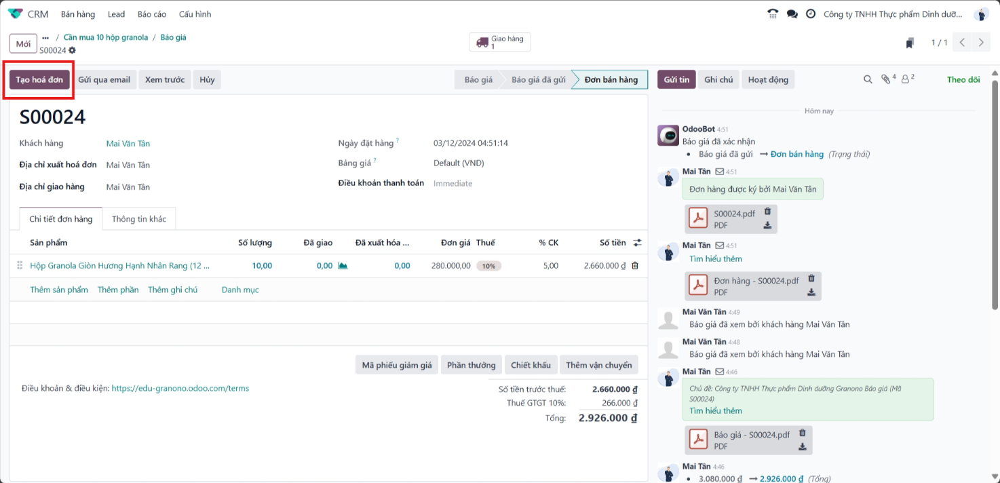 CRM Bán hàng Lead Báo cáo Cấu hình Công ty TNHH Thực phẩm Dinh dưỡ...
Mới ••• / Cần mua 10 hộp granola / Báo giá
S00024
Giao hàng
1
1 / 1
Tạo hoá đơn Gửi qua email Xem trước Hủy Báo giá Báo giá đã gửi Đơn bán hàng
Gửi tin Ghi chú Hoạt động 4 2 Theo dõi
S00024
Khách hàng Mai Văn Tân
Địa chỉ xuất hoá đơn Mai Văn Tân
Địa chỉ giao hàng Mai Văn Tân
Ngày đặt hàng ? 03/12/2024 04:51:14
Bảng giá ? Default (VND)
Điều khoản thanh toán Immediate
Chi tiết đơn hàng Thông tin khác
Sản phẩm Số lượng Đã giao Đã xuất hóa ... Đơn giá Thuế % CK Số tiền
Hộp Granola Giòn Hương Hạnh Nhân Rang (12 ... 10,00 0,00 0,00 280.000,00 10% 5,00 2.660.000 ₫
Thêm sản phẩm Thêm phần Thêm ghi chú Danh mục
Mã phiếu giảm giá Phần thưởng Chiết khấu Thêm vận chuyển
Điều khoản & điều kiện: https://edu-granono.odoo.com/terms
Số tiền trước thuế: 2.660.000 ₫
Thuế GTGT 10%: 266.000 ₫
Tổng: 2.926.000 ₫
Hôm nay
OdooBot 4:51
Báo giá đã xác nhận
• Báo giá đã gửi → Đơn bán hàng (Trạng thái)
Mai Tân 4:51
Đơn hàng được ký bởi Mai Văn Tân
S00024.pdf
PDF
Mai Tân 4:51
Tìm hiểu thêm
Đơn hàng - S00024.pdf
PDF
Mai Văn Tân 4:49
Báo giá đã xem bởi khách hàng Mai Văn Tân
Mai Văn Tân 4:48
Báo giá đã xem bởi khách hàng Mai Văn Tân
Mai Tân 4:46
Chủ đề: Công ty TNHH Thực phẩm Dinh dưỡng Granono Báo giá (Mã
S00024)
Tìm hiểu thêm
Báo giá - S00024.pdf
PDF
Mai Tân 4:46
• 3.080.000 ₫ → 2.926.000 ₫ (Tổng)